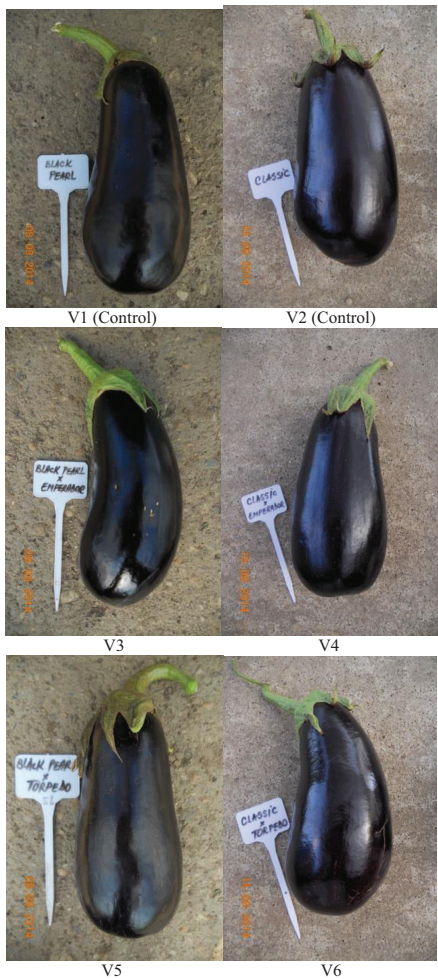 BLACK
PEARL
CLASSIC
V1 (Control)
V2 (Control)
BLACK PEARL
x
EMPERADOR
CLASSIC
x
EMPERADOR
V3
V4
BLACK PEARL
x
TORPEDO
CLASSIC
x
TORPEDO
V5
V6